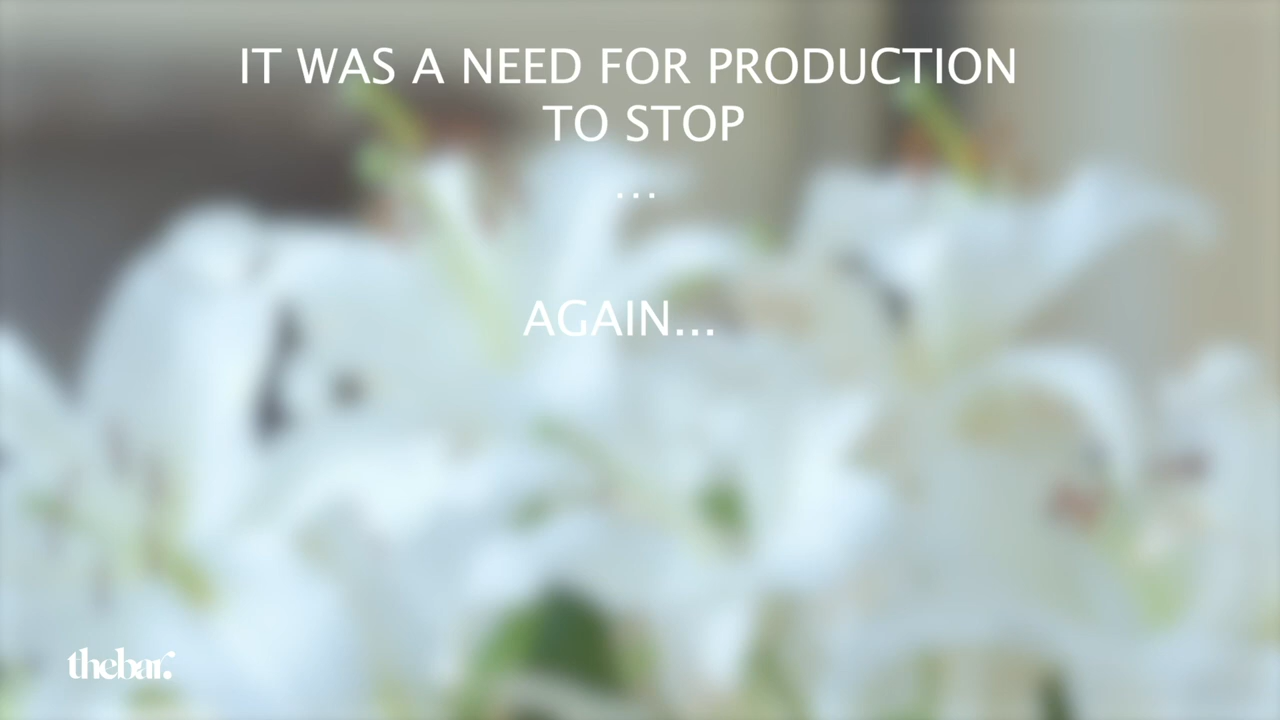 IT WAS A NEED FOR PRODUCTION
TO STOP
...
AGAIN...
thebar.